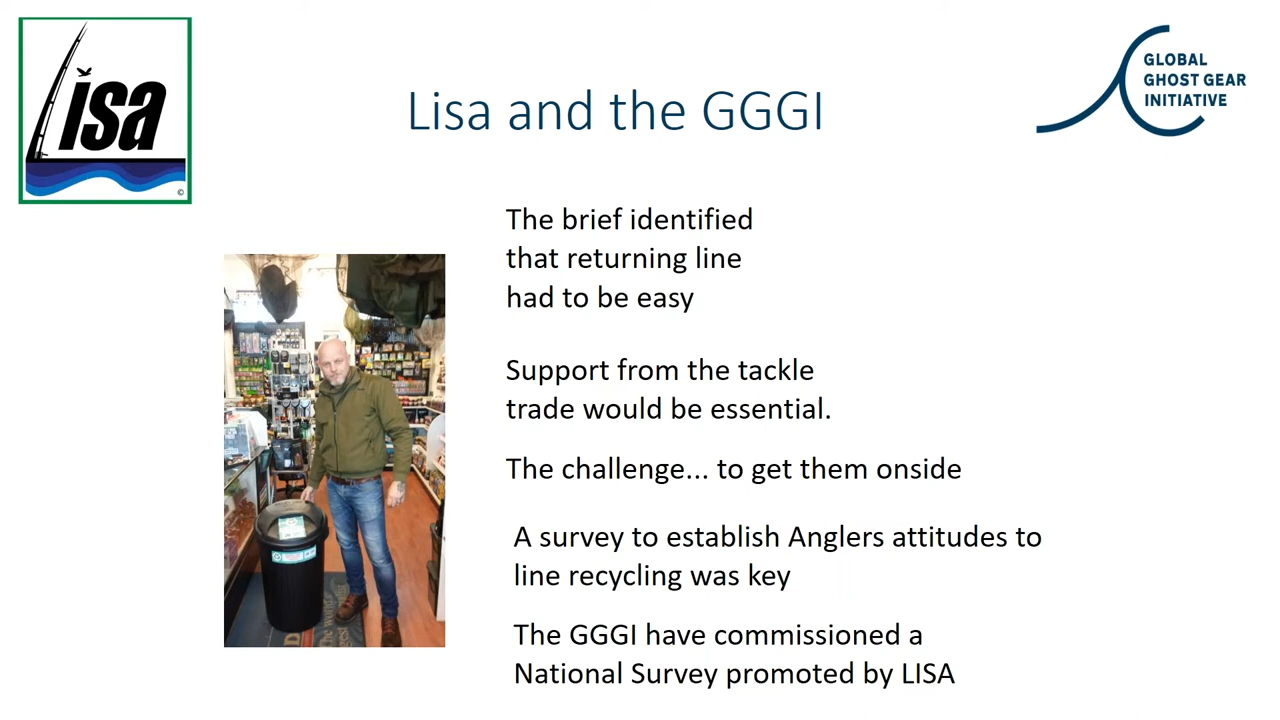 Lisa
©
Lisa and the GGGI
GLOBAL
GHOST GEAR
INITIATIVE
The brief identified
that returning line
had to be easy
Support from the tackle
trade would be essential.
The challenge... to get them onside
A survey to establish Anglers attitudes to
line recycling was key
The GGGI have commissioned a
National Survey promoted by LISA